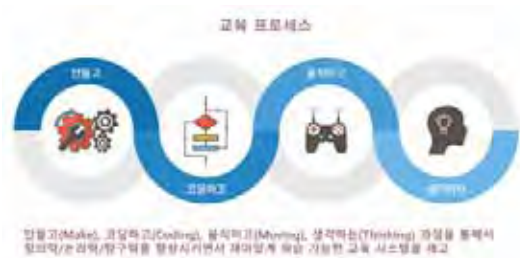 교육 프로세스
만들고
움직이고
코딩하고
생각하라
만들고(Make), 코딩하고(Coding), 움직이고(Moving), 생각하는(Thinking) 과정을 통해서
창의력/논리력/탐구력을 향상시키면서 재미있게 학습 가능한 교육 시스템을 제공